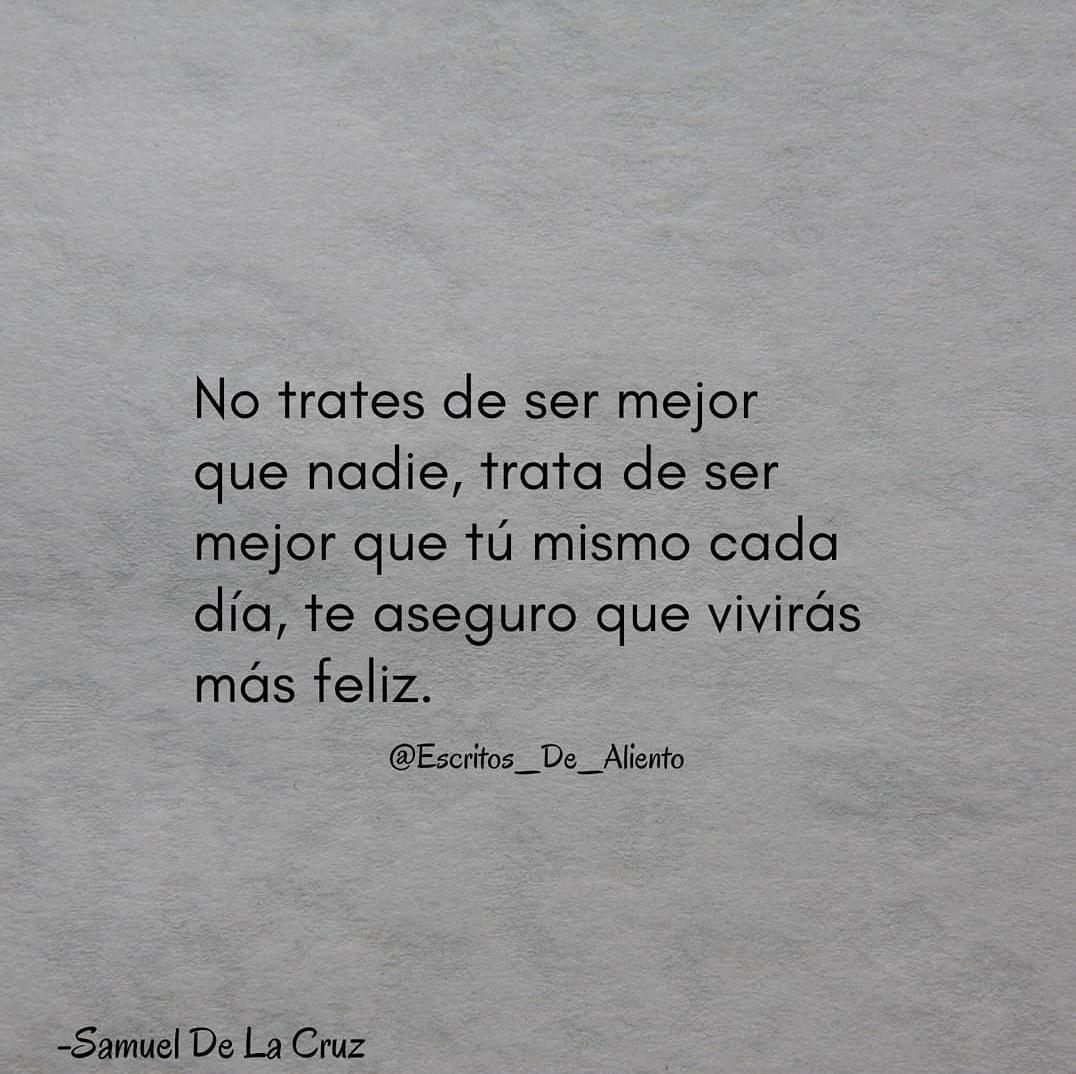 No trates de ser mejor
que nadie, trata de ser
mejor que tú mismo cada
día, te aseguro que vivirás
más feliz.
@Escritos_De_Aliento
-Samuel De La Cruz